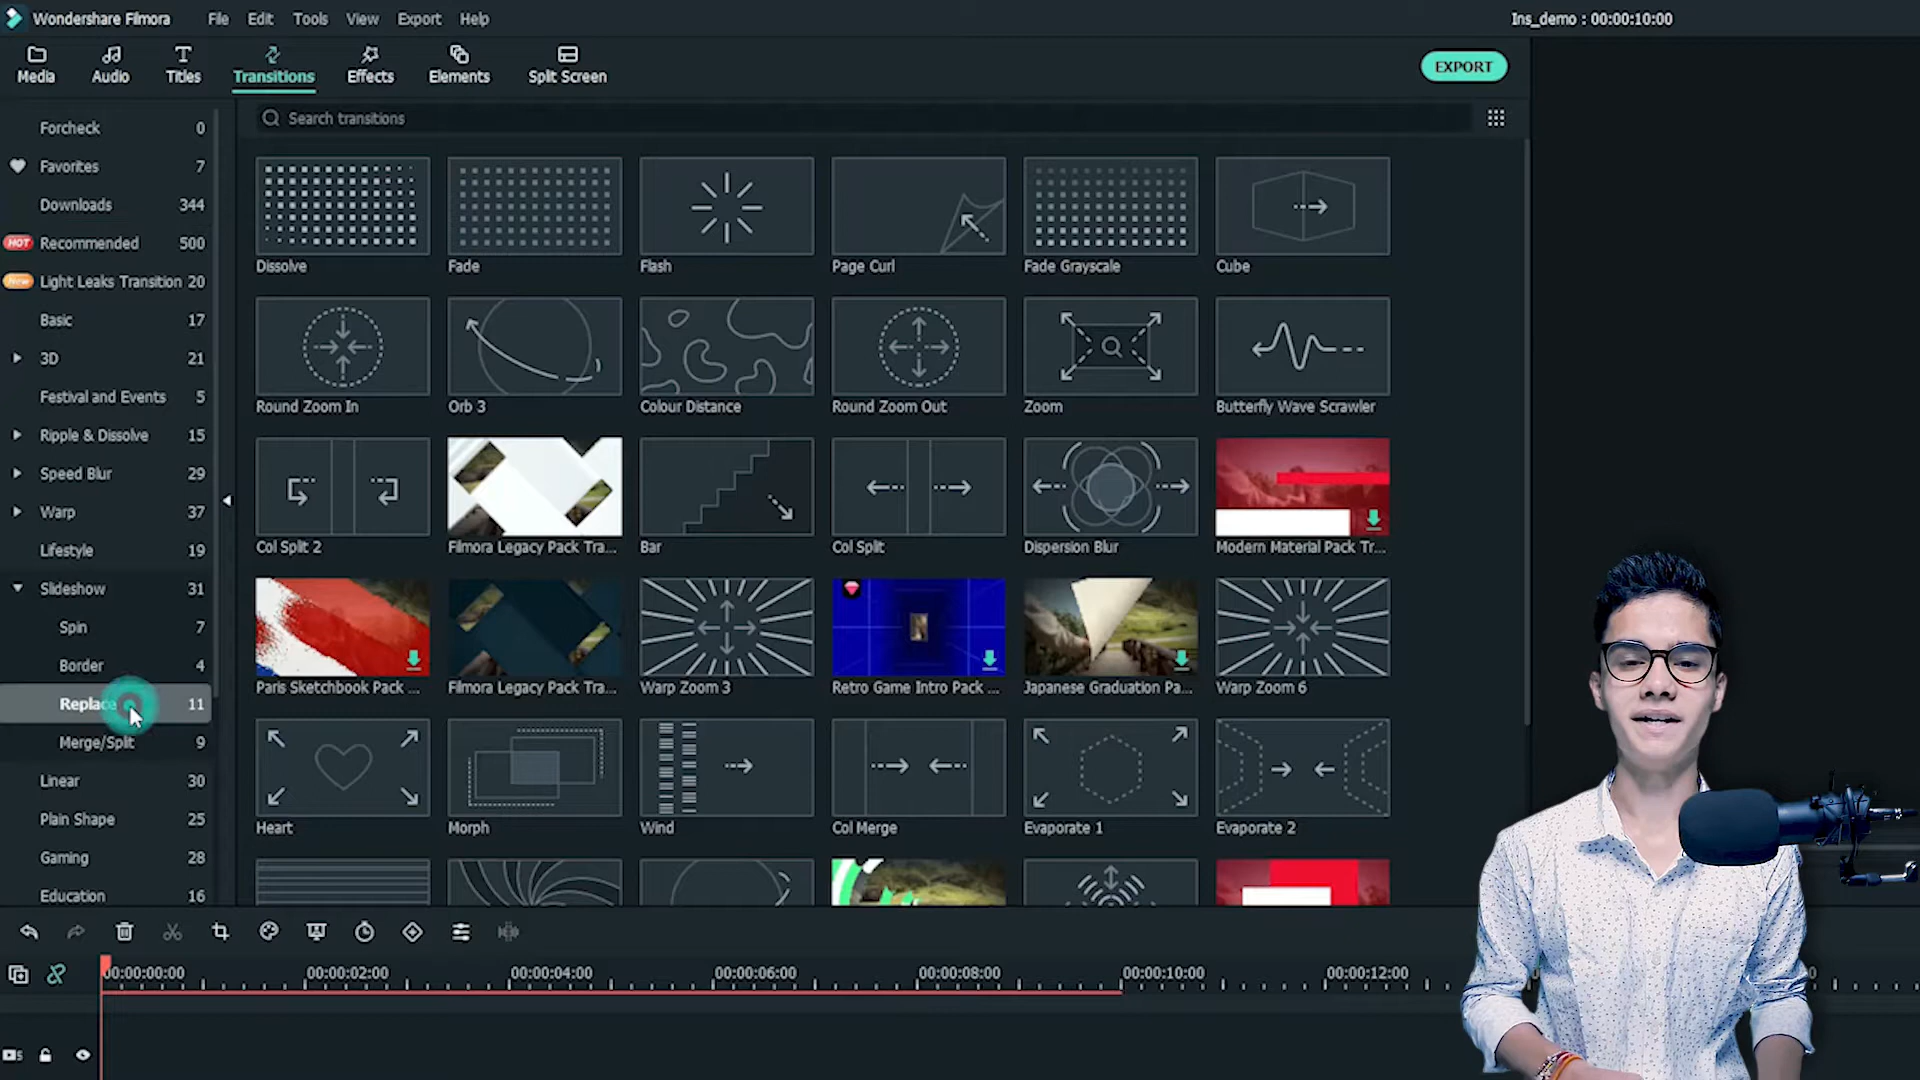 Wondershare Filmora File Edit Tools View Export Help Ins_demo : 00:00:10:00
Media Audio Titles Transitions Effects Elements Split Screen EXPORT
Search transitions
Forcheck 0
Favorites 7
Downloads 344
HOT Recommended 500
New Light Leaks Transition 20
Basic 17
3D 21
Festival and Events 5
Ripple & Dissolve 15
Speed Blur 29
Warp 37
Lifestyle 19
Slideshow 31
Spin 7
Border 4
Replace 11
Merge/Split 9
Linear 30
Plain Shape 25
Gaming 28
Education 16
Dissolve Fade Flash Page Curl Fade Grayscale Cube
Round Zoom In Orb 3 Colour Distance Round Zoom Out Zoom Butterfly Wave Scrawler
Col Split 2 Filmora Legacy Pack Tra... Bar Col Split Dispersion Blur Modern Material Pack Tr...
Paris Sketchbook Pack ... Filmora Legacy Pack Tra... Warp Zoom 3 Retro Game Intro Pack ... Japanese Graduation Pa... Warp Zoom 6
Heart Morph Wind Col Merge Evaporate 1 Evaporate 2
00:00:00:00 00:00:02:00 00:00:04:00 00:00:06:00 00:00:08:00 00:00:10:00 00:00:12:00
5